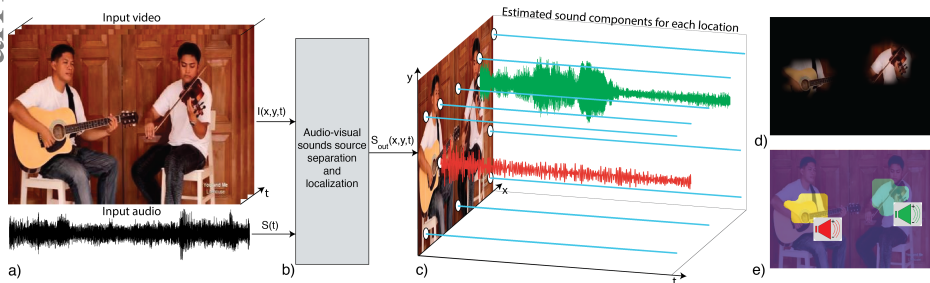 Input video
Estimated sound components for each location
y
I(x,y,t)
Audio-visual
sounds source
separation
and
localization
S_out(x,y,t)
d)
t
x
Input audio
S(t)
a)
b)
c)
t
e)